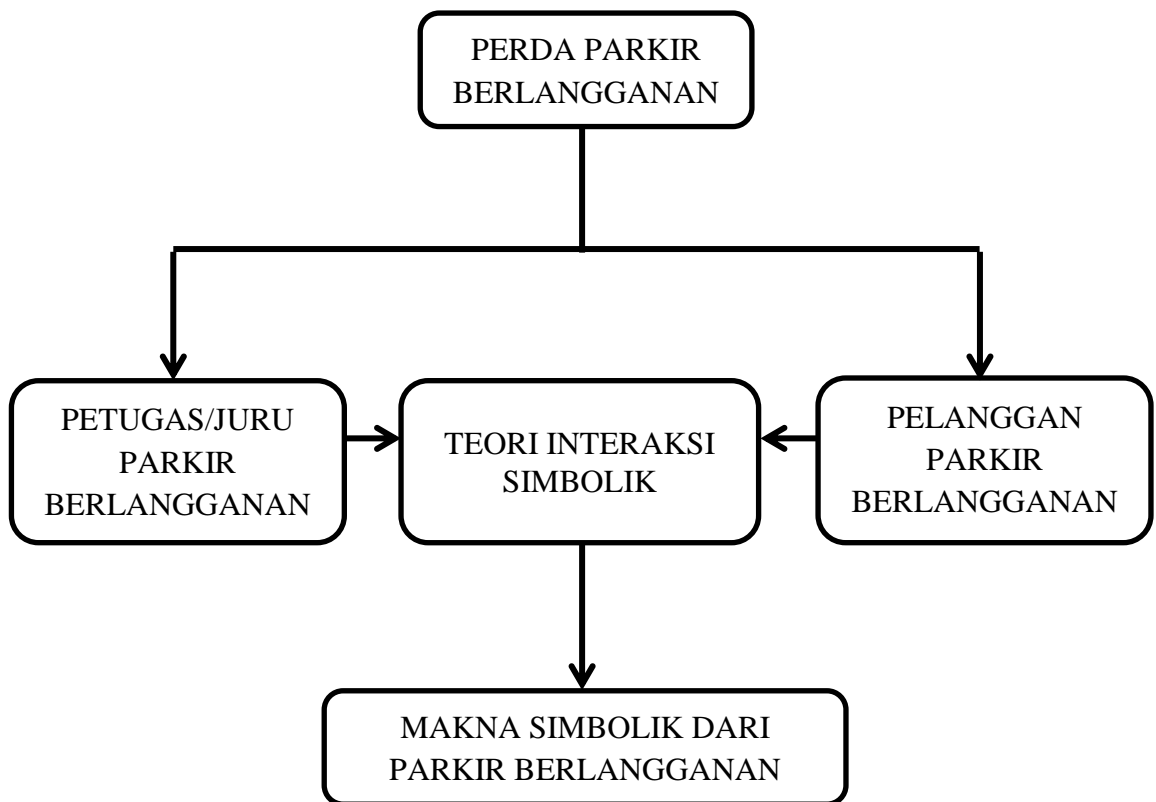 PERDA PARKIR
BERLANGGANAN
PETUGAS/JURU
PARKIR
BERLANGGANAN
TEORI INTERAKSI
SIMBOLIK
PELANGGAN
PARKIR
BERLANGGANAN
MAKNA SIMBOLIK DARI
PARKIR BERLANGGANAN